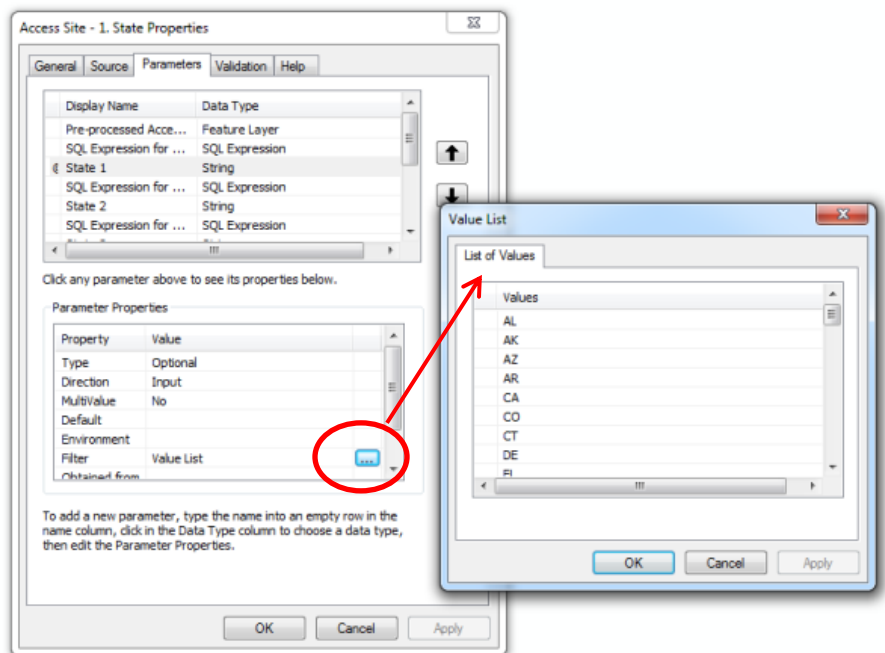 Access Site - 1. State Properties
General Source Parameters Validation Help
Display Name Data Type
Pre-processed Acce... Feature Layer
SQL Expression for ... SQL Expression
State 1 String
SQL Expression for ... SQL Expression
State 2 String
SQL Expression for ... SQL Expression
Click any parameter above to see its properties below.
Parameter Properties
Property Value
Type Optional
Direction Input
MultiValue No
Default
Environment
Filter Value List ...
Obtained from
To add a new parameter, type the name into an empty row in the
name column, click in the Data Type column to choose a data type,
then edit the Parameter Properties.
OK Cancel Apply
Value List
List of Values
Values
AL
AK
AZ
AR
CA
CO
CT
DE
FL
OK Cancel Apply